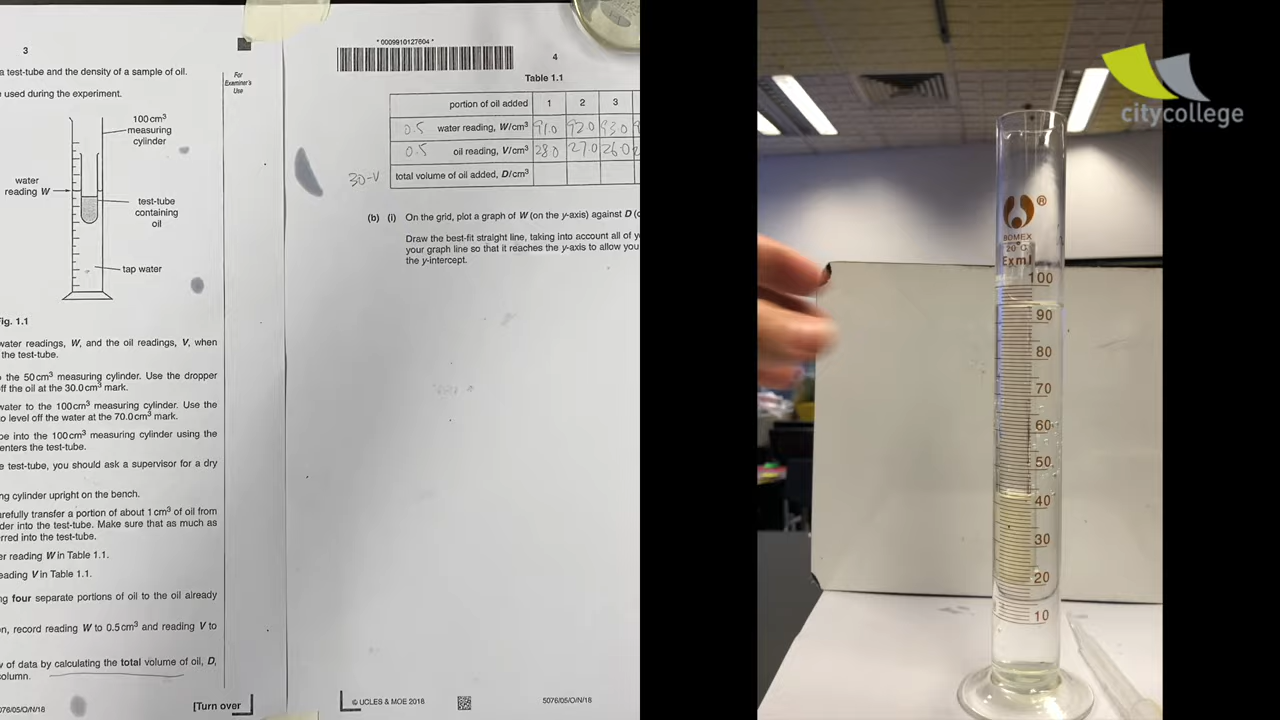 3
a test-tube and the density of a sample of oil.
used during the experiment.
For
Examiner's
Use
100 cm³
measuring
cylinder
water
reading W
test-tube
containing
oil
tap water
ig. 1.1
water readings, W, and the oil readings, V, when
the test-tube.
the 50 cm³ measuring cylinder. Use the dropper
ff the oil at the 30.0 cm³ mark.
water to the 100 cm³ measuring cylinder. Use the
o level off the water at the 70.0 cm³ mark.
be into the 100 cm³ measuring cylinder using the
enters the test-tube.
e test-tube, you should ask a supervisor for a dry
ng cylinder upright on the bench.
arefully transfer a portion of about 1 cm³ of oil from
der into the test-tube. Make sure that as much as
rred into the test-tube.
er reading W in Table 1.1.
eading V in Table 1.1.
ng four separate portions of oil to the oil already
n, record reading W to 0.5 cm³ and reading V to
w of data by calculating the total volume of oil, D,
column.
076/05/O/N/18
[Turn over
*0009910127604*
4
Table 1.1
portion of oil added 1 2 3
0.5 water reading, W/cm³ 91.0 92.0 93.0
0.5 oil reading, V/cm³ 28.0 27.0 26.0
30-V total volume of oil added, D/cm³
(b) (i) On the grid, plot a graph of W (on the y-axis) against D (
Draw the best-fit straight line, taking into account all of y
your graph line so that it reaches the y-axis to allow you
the y-intercept.
© UCLES & MOE 2018
5076/05/O/N/18
citycollege
®
BOMEX
20°C
Exml
100
90
80
70
60
50
40
30
20
10